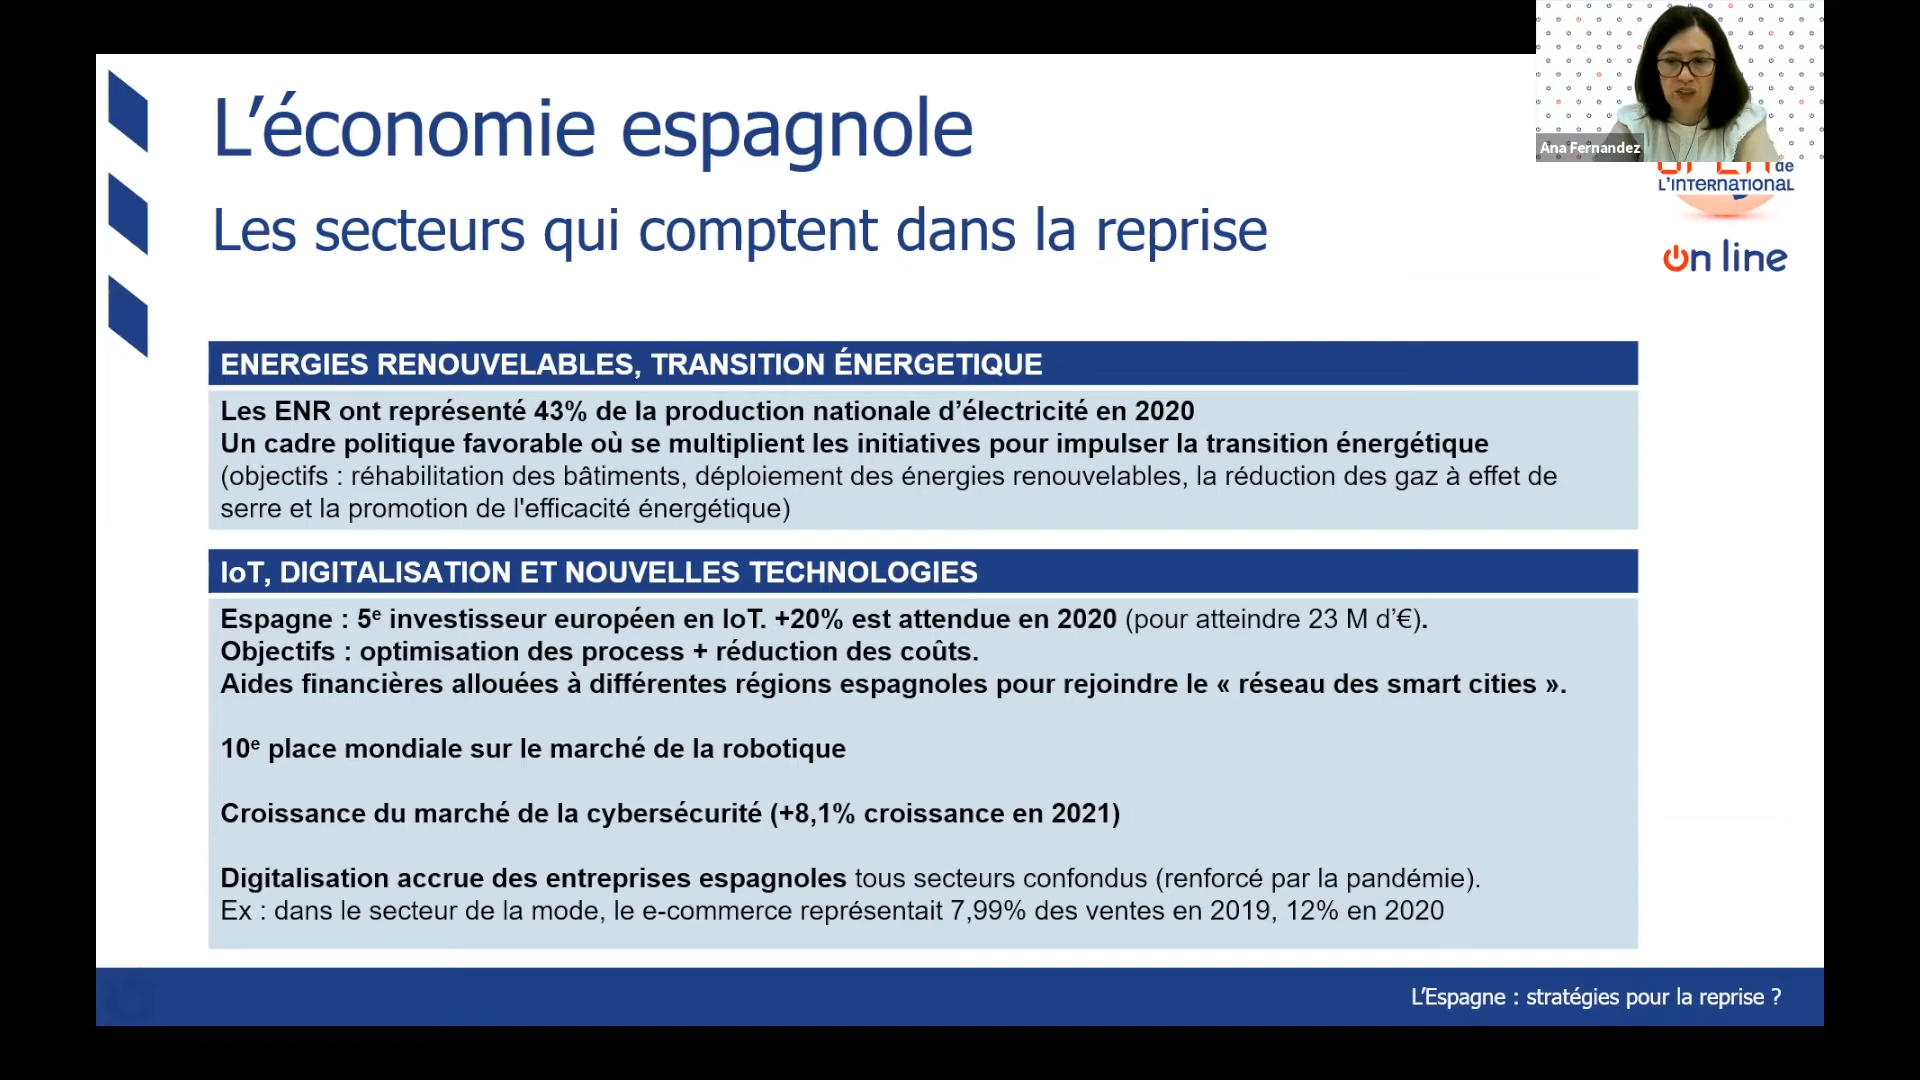 L’économie espagnole
Les secteurs qui comptent dans la reprise
Ana Fernandez
de
L'INTERNATIONAL
on line
ENERGIES RENOUVELABLES, TRANSITION ÉNERGETIQUE
Les ENR ont représenté 43% de la production nationale d’électricité en 2020
Un cadre politique favorable où se multiplient les initiatives pour impulser la transition énergétique
(objectifs : réhabilitation des bâtiments, déploiement des énergies renouvelables, la réduction des gaz à effet de
serre et la promotion de l'efficacité énergétique)
IoT, DIGITALISATION ET NOUVELLES TECHNOLOGIES
Espagne : 5e investisseur européen en IoT. +20% est attendue en 2020 (pour atteindre 23 M d’€).
Objectifs : optimisation des process + réduction des coûts.
Aides financières allouées à différentes régions espagnoles pour rejoindre le « réseau des smart cities ».
10e place mondiale sur le marché de la robotique
Croissance du marché de la cybersécurité (+8,1% croissance en 2021)
Digitalisation accrue des entreprises espagnoles tous secteurs confondus (renforcé par la pandémie).
Ex : dans le secteur de la mode, le e-commerce représentait 7,99% des ventes en 2019, 12% en 2020
L’Espagne : stratégies pour la reprise ?